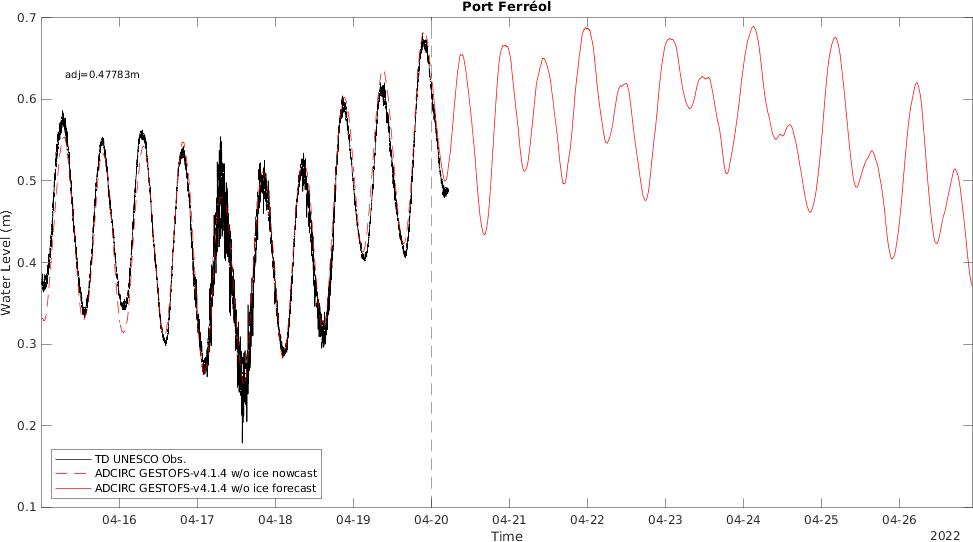 Port Ferréol
0.7
0.6
0.5
0.4
0.3
0.2
0.1
Water Level (m)
adj=0.47783m
TD UNESCO Obs.
ADCIRC GESTOFS-v4.1.4 w/o ice nowcast
ADCIRC GESTOFS-v4.1.4 w/o ice forecast
04-16 04-17 04-18 04-19 04-20 04-21 04-22 04-23 04-24 04-25 04-26
Time
2022